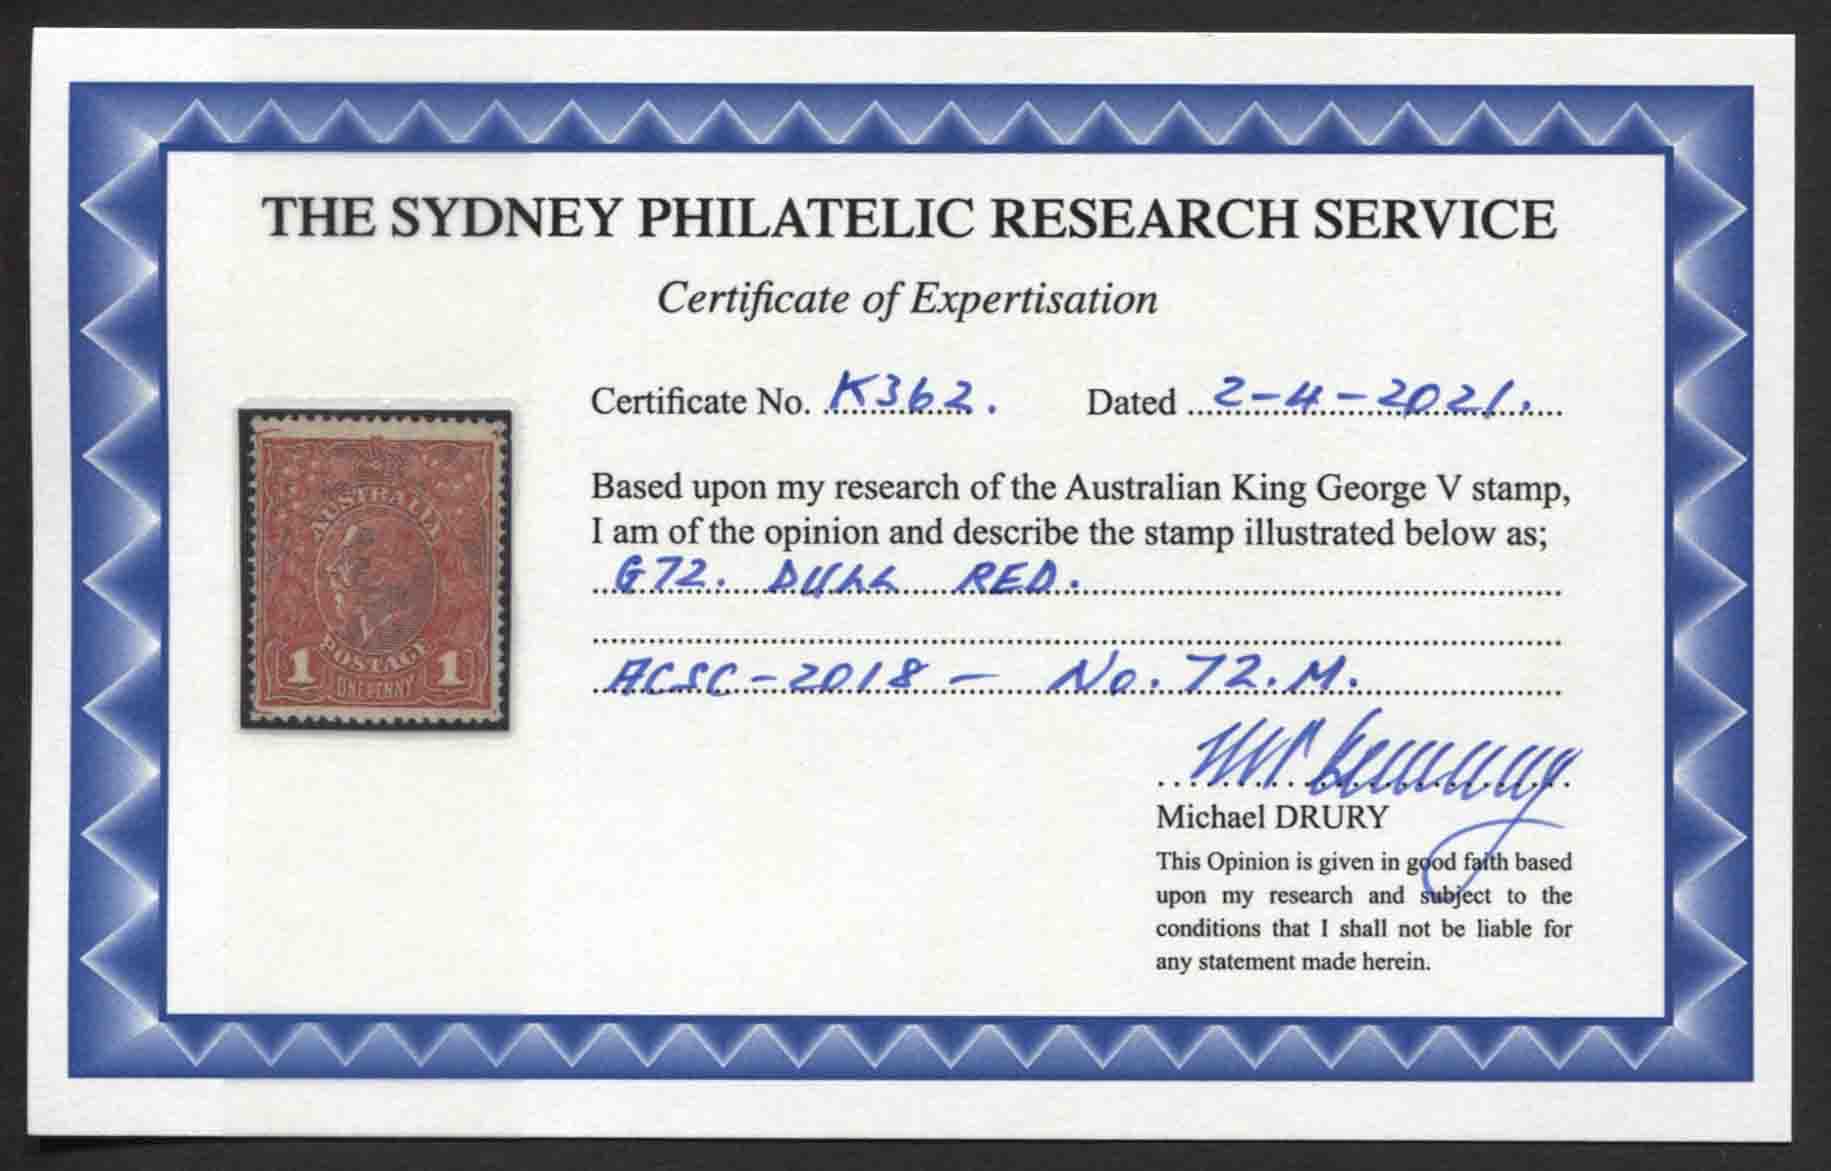 THE SYDNEY PHILATELIC RESEARCH SERVICE
Certificate of Expertisation
Certificate No. K362. Dated 2-4-2021.
Based upon my research of the Australian King George V stamp,
I am of the opinion and describe the stamp illustrated below as;
G72. DULL RED.
ACSC-2018 - No. 72.M.
Michael DRURY
This Opinion is given in good faith based
upon my research and subject to the
conditions that I shall not be liable for
any statement made herein.
AUSTRALIA
POSTAGE
1 1
ONE PENNY